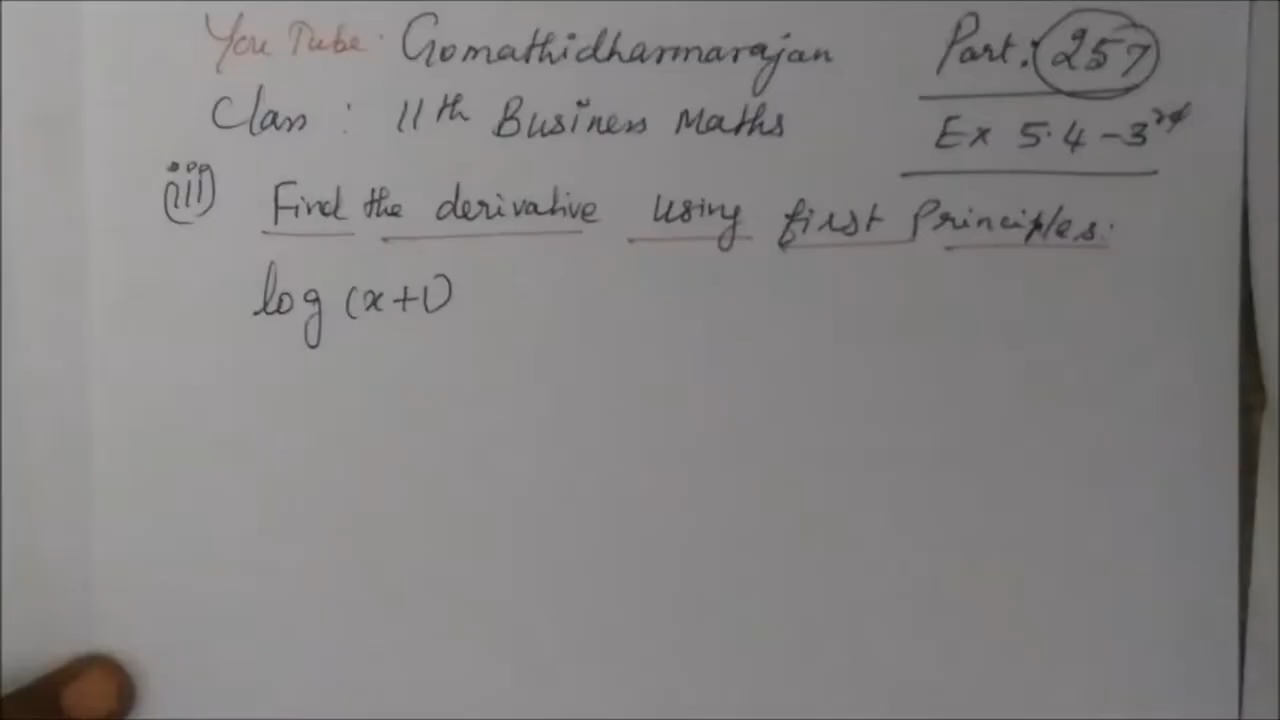 You Tube: Gomathidharmarajan Part: 257
Class : 11th Business Maths Ex 5.4 -3
(iii) Find the derivative using first Principles:
log (x+1)